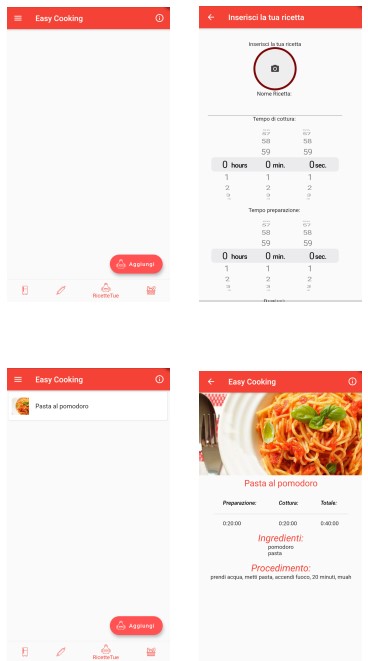 Easy Cooking
Aggiungi
RicetteTue
Inserisci la tua ricetta
Inserisci la tua ricetta
Nome Ricetta:
Tempo di cottura:
57 57
58 58
59 59
0 hours 0 min. 0 sec.
1 1 1
2 2 2
3 3 3
Tempo preparazione:
57 57
58 58
59 59
0 hours 0 min. 0 sec.
1 1 1
2 2 2
3 3 3
Easy Cooking
Pasta al pomodoro
Aggiungi
RicetteTue
Easy Cooking
Pasta al pomodoro
Preparazione: Cottura: Totale:
0:20:00 0:20:00 0:40:00
Ingredienti:
pomodoro
pasta
Procedimento:
prendi acqua, metti pasta, accendi fuoco, 20 minuti, muah